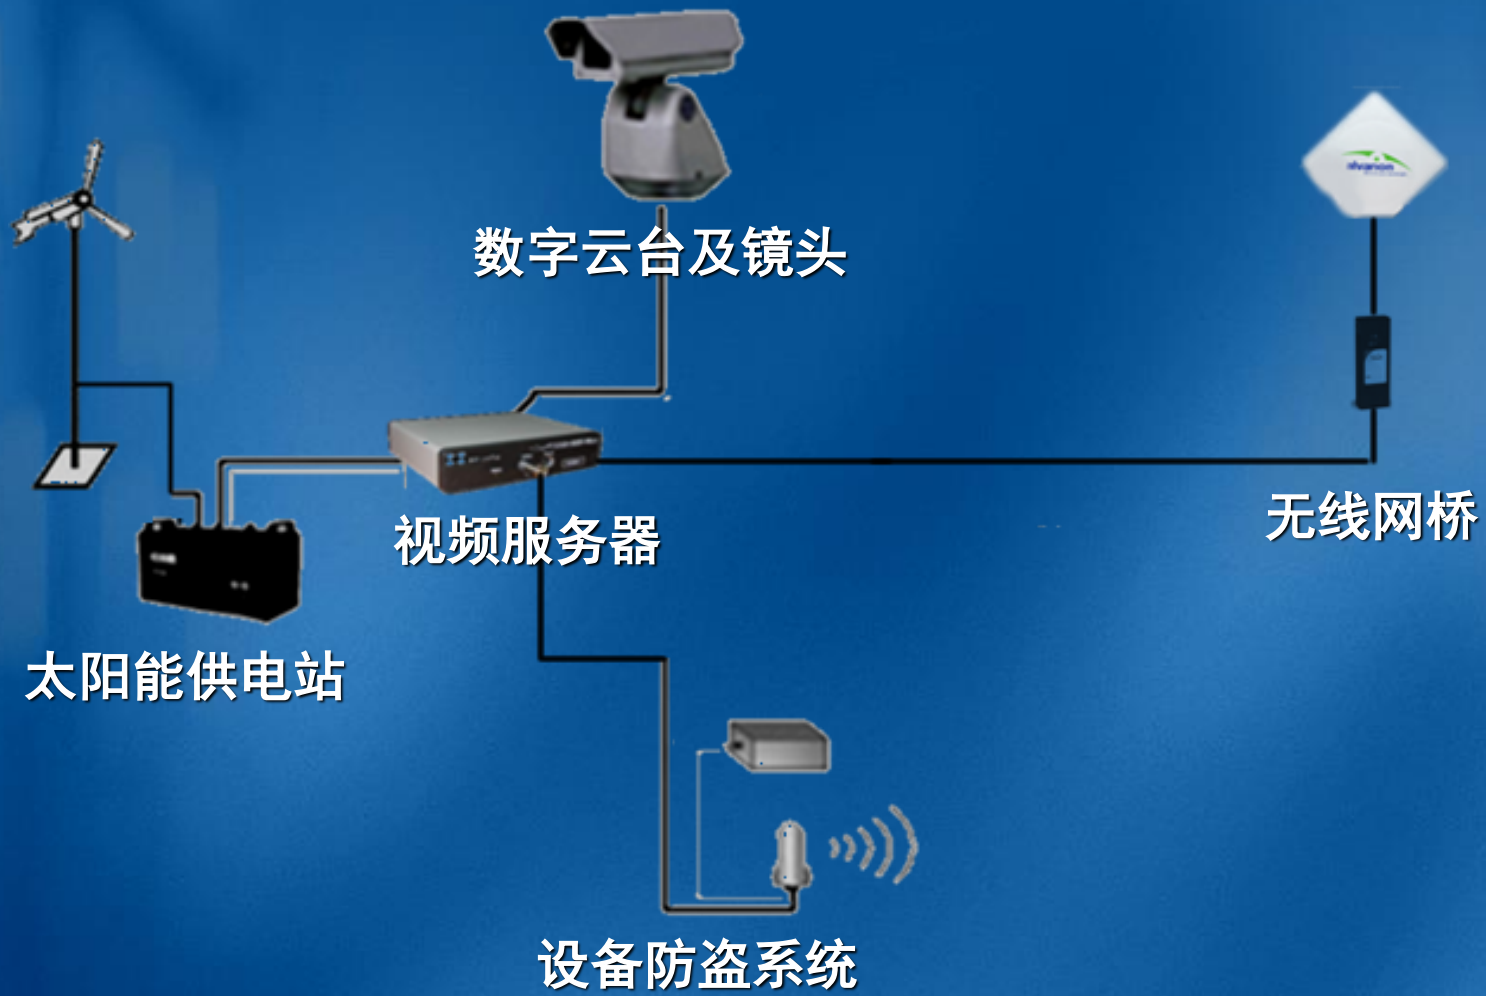 数字云台及镜头
无线网桥
视频服务器
太阳能供电站
设备防盗系统